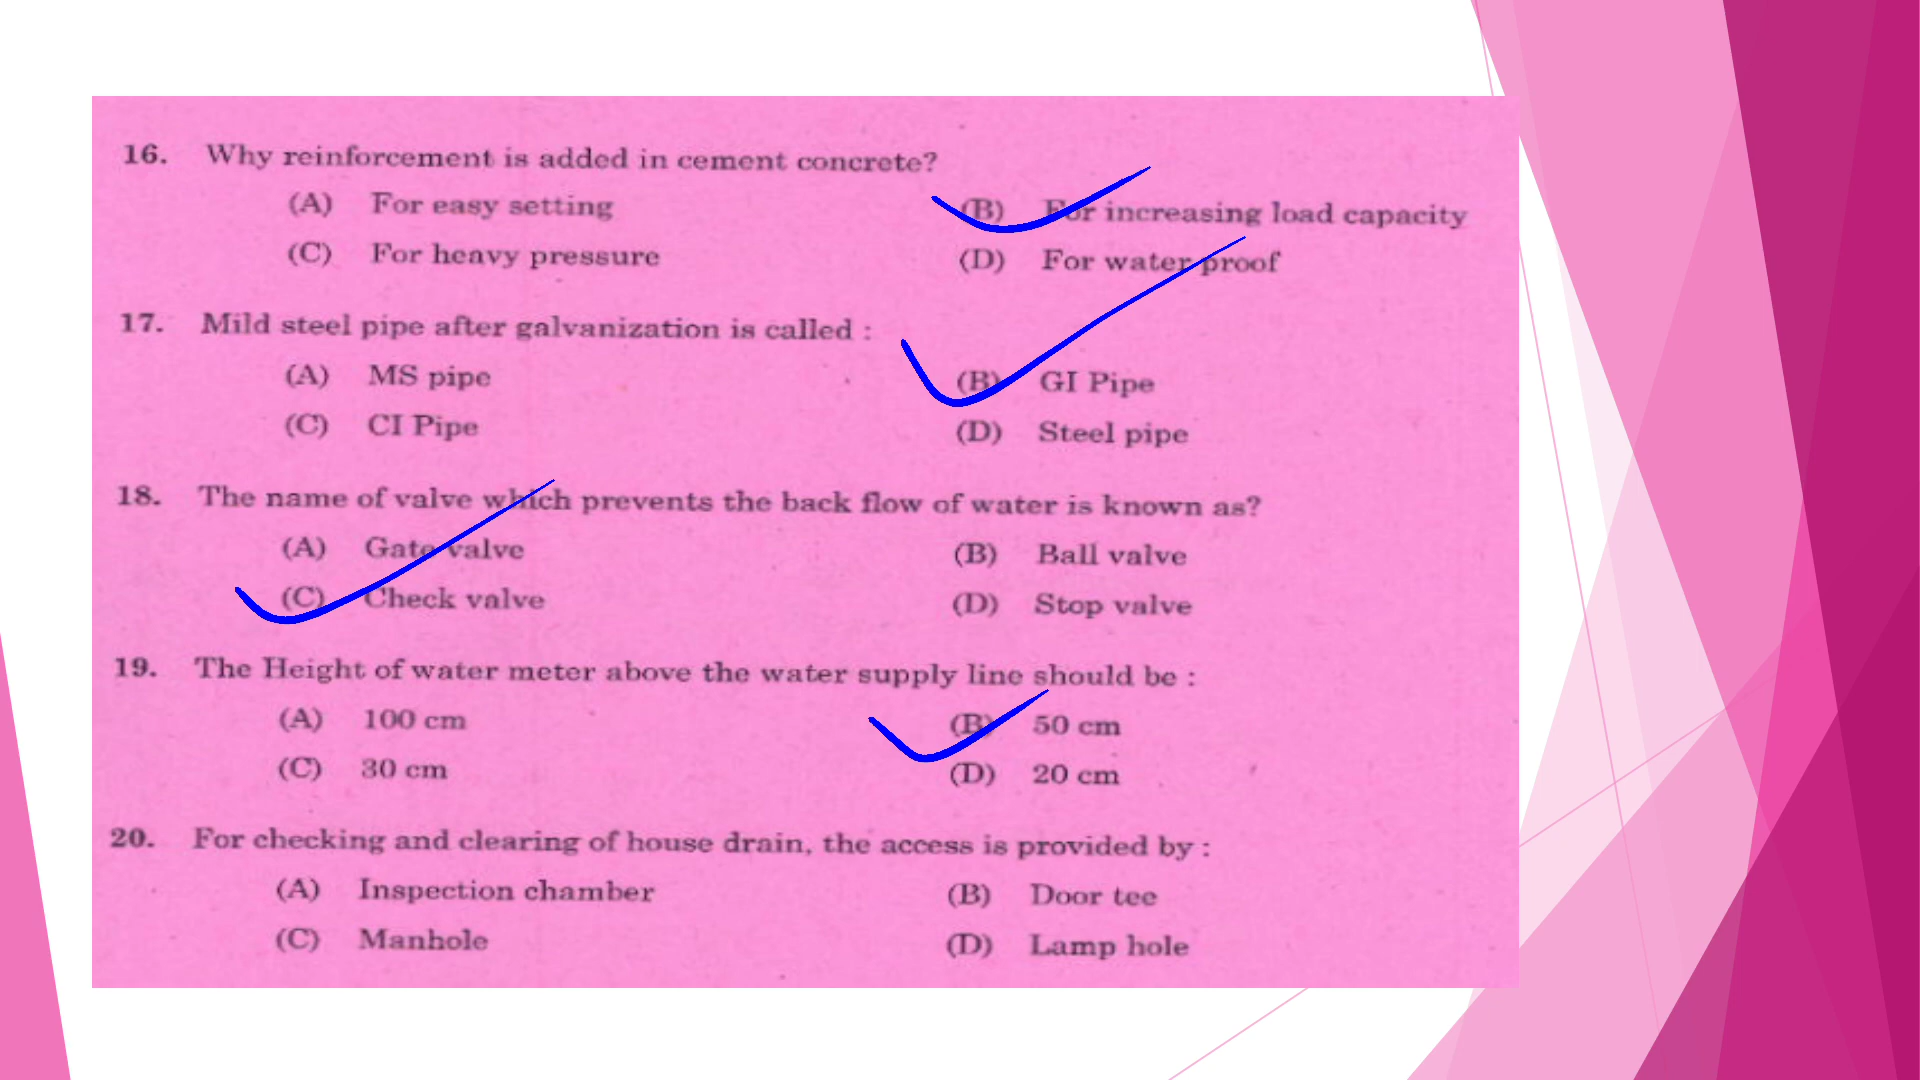 16. Why reinforcement is added in cement concrete?
(A) For easy setting (B) For increasing load capacity
(C) For heavy pressure (D) For water proof
17. Mild steel pipe after galvanization is called :
(A) MS pipe (B) GI Pipe
(C) CI Pipe (D) Steel pipe
18. The name of valve which prevents the back flow of water is known as?
(A) Gate valve (B) Ball valve
(C) Check valve (D) Stop valve
19. The Height of water meter above the water supply line should be :
(A) 100 cm (B) 50 cm
(C) 30 cm (D) 20 cm
20. For checking and clearing of house drain, the access is provided by :
(A) Inspection chamber (B) Door tee
(C) Manhole (D) Lamp hole